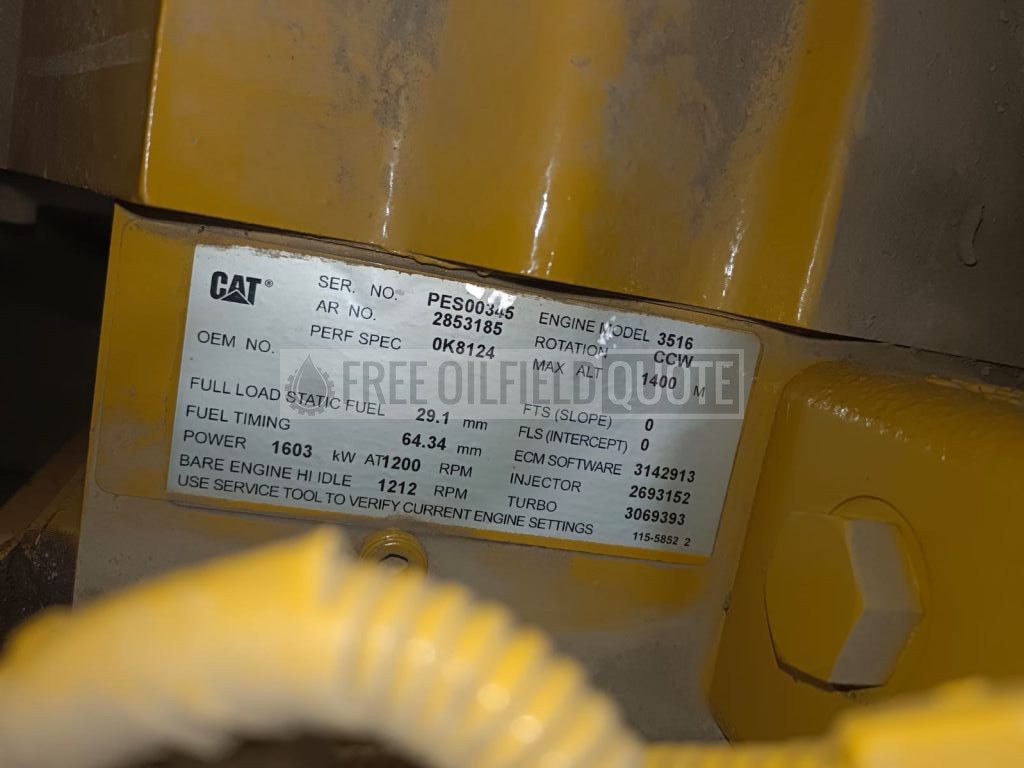 CAT®
SER. NO. PES00345
AR NO. 2853185
PERF SPEC 0K8124
OEM NO.
FULL LOAD STATIC FUEL 29.1 mm
FUEL TIMING 64.34 mm
POWER 1603 kW AT 1200 RPM
BARE ENGINE HI IDLE 1212 RPM
USE SERVICE TOOL TO VERIFY CURRENT ENGINE SETTINGS
ENGINE MODEL 3516
ROTATION CCW
MAX ALT 1400 M
FTS (SLOPE) 0
FLS (INTERCEPT) 0
ECM SOFTWARE 3142913
INJECTOR 2693152
TURBO 3069393
115-5852 2
FREE OILFIELD QUOTE